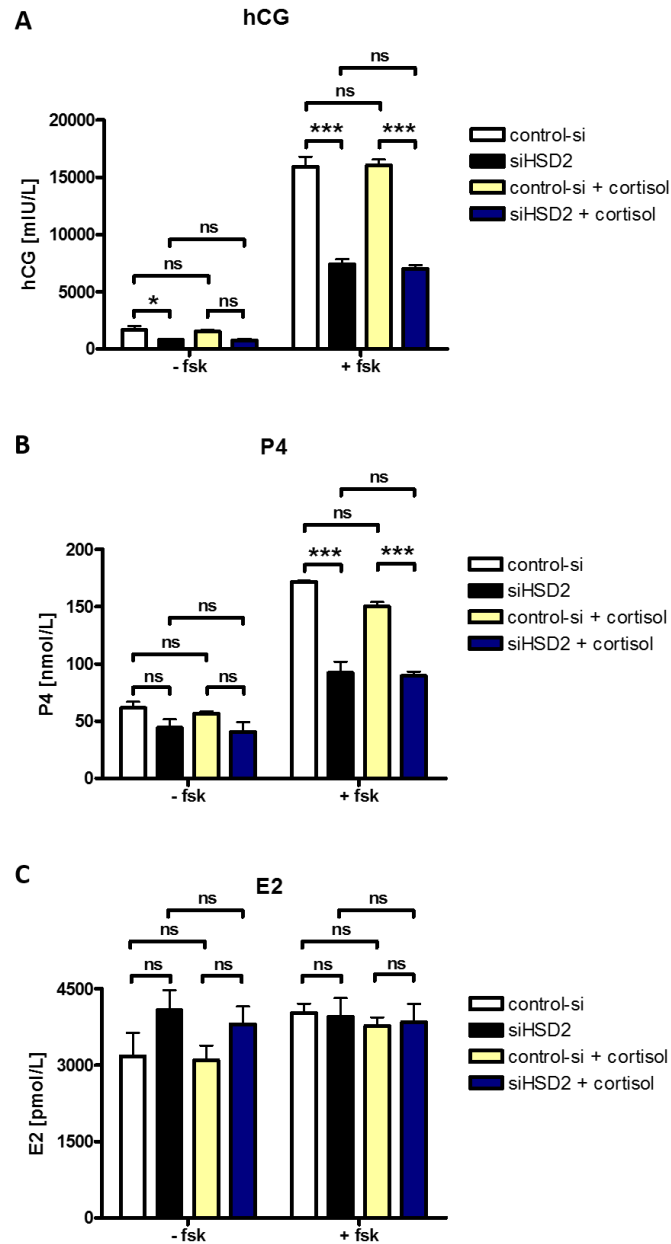 A
hCG
ns
ns
*** ***
ns
ns
* ns
20000
15000
10000
5000
0
hCG [mIU/L]
- fsk + fsk
control-si
siHSD2
control-si + cortisol
siHSD2 + cortisol
B
P4
ns
ns
*** ***
ns
ns
ns ns
200
150
100
50
0
P4 [nmol/L]
- fsk + fsk
control-si
siHSD2
control-si + cortisol
siHSD2 + cortisol
C
E2
ns ns
ns ns
ns ns ns ns
4500
3000
1500
0
E2 [pmol/L]
- fsk + fsk
control-si
siHSD2
control-si + cortisol
siHSD2 + cortisol